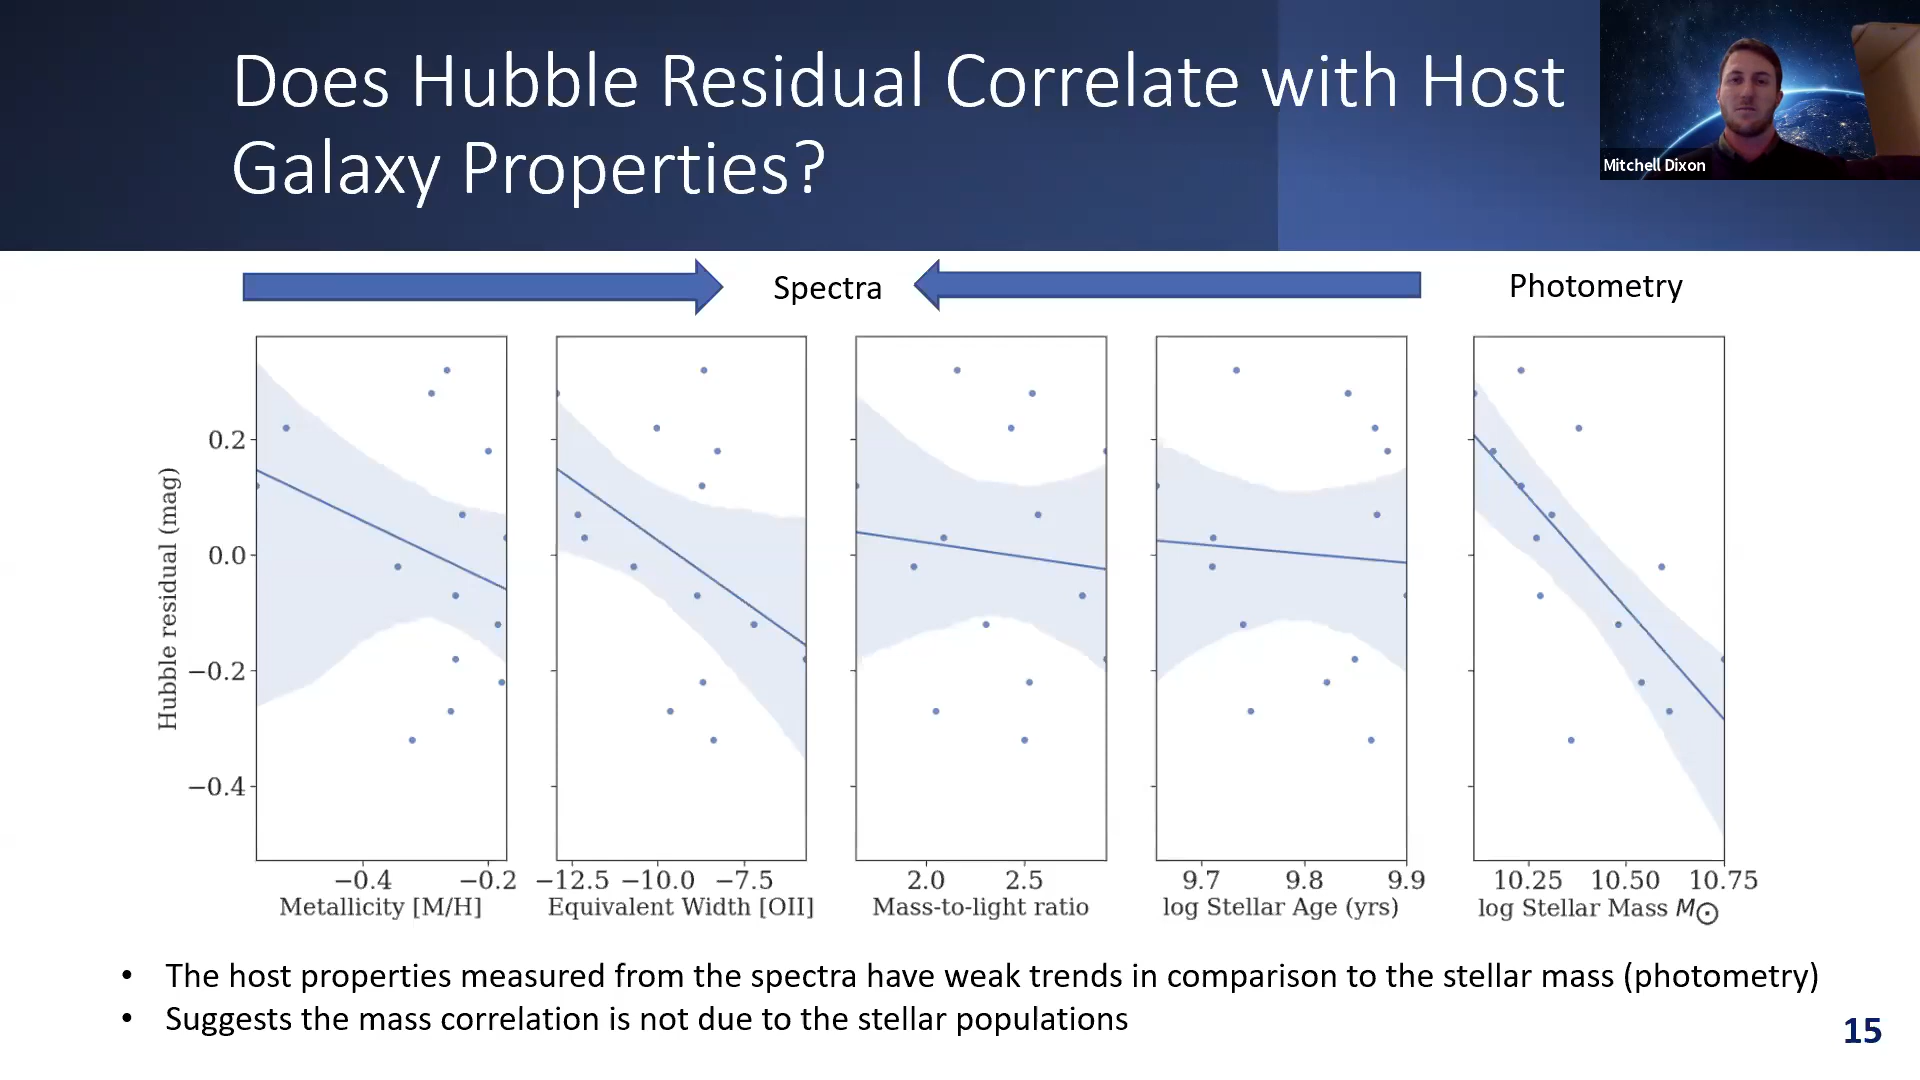 Does Hubble Residual Correlate with Host
Galaxy Properties?
Mitchell Dixon
Spectra
Photometry
Hubble residual (mag)
0.2
0.0
−0.2
−0.4
−0.4 −0.2
Metallicity [M/H]
−12.5 −10.0 −7.5
Equivalent Width [OII]
2.0 2.5
Mass-to-light ratio
9.7 9.8 9.9
log Stellar Age (yrs)
10.25 10.50 10.75
log Stellar Mass M⊙
• The host properties measured from the spectra have weak trends in comparison to the stellar mass (photometry)
• Suggests the mass correlation is not due to the stellar populations
15